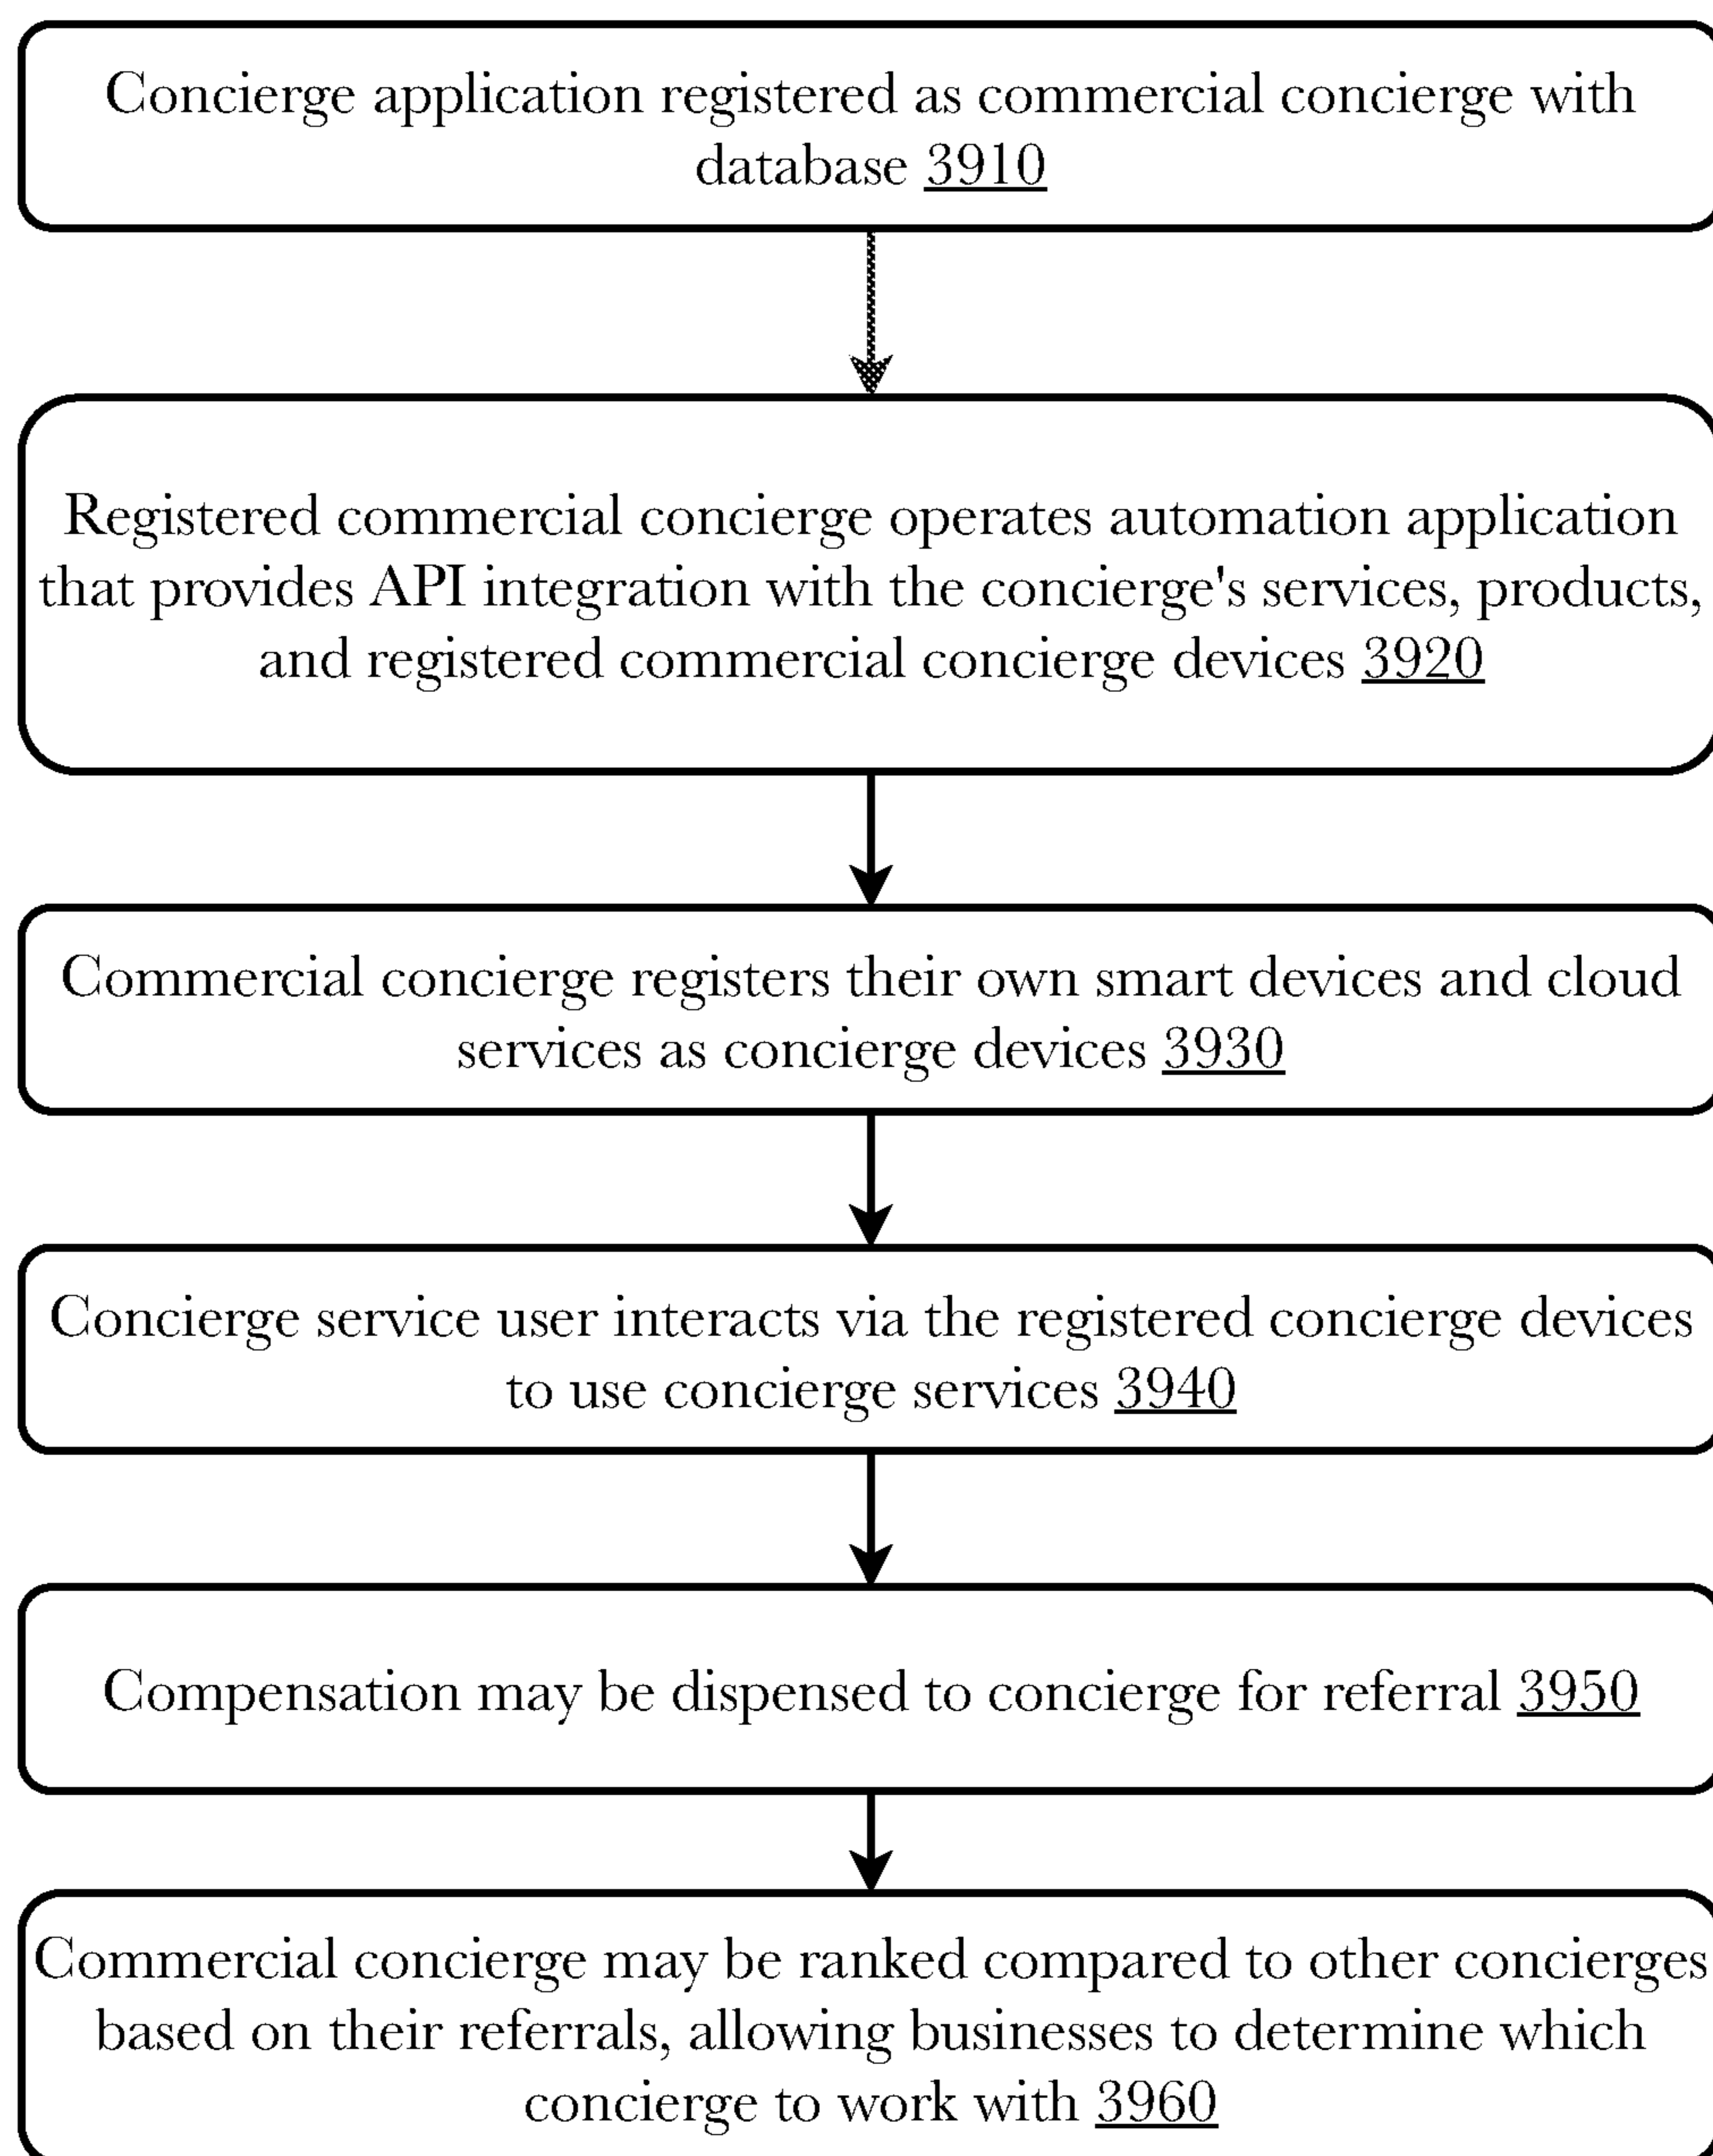 Concierge application registered as commercial concierge with
database 3910
Registered commercial concierge operates automation application
that provides API integration with the concierge's services, products,
and registered commercial concierge devices 3920
Commercial concierge registers their own smart devices and cloud
services as concierge devices 3930
Concierge service user interacts via the registered concierge devices
to use concierge services 3940
Compensation may be dispensed to concierge for referral 3950
Commercial concierge may be ranked compared to other concierges
based on their referrals, allowing businesses to determine which
concierge to work with 3960